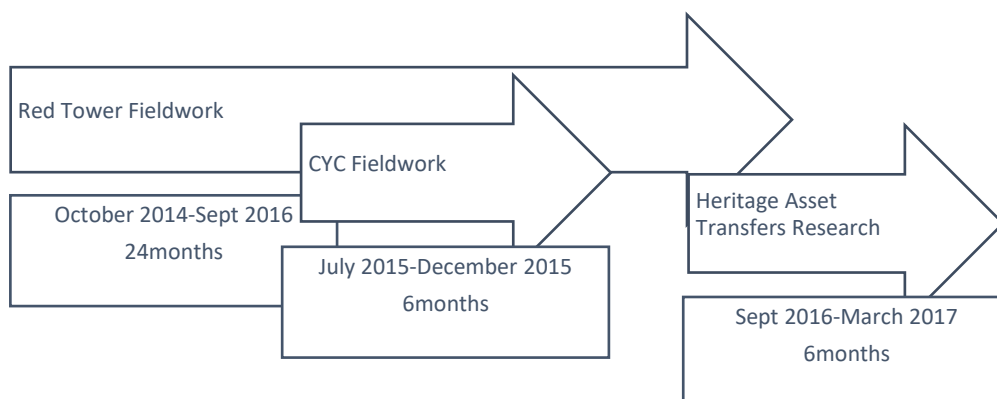 Red Tower Fieldwork
CYC Fieldwork
October 2014-Sept 2016
24months
July 2015-December 2015
6months
Heritage Asset
Transfers Research
Sept 2016-March 2017
6months